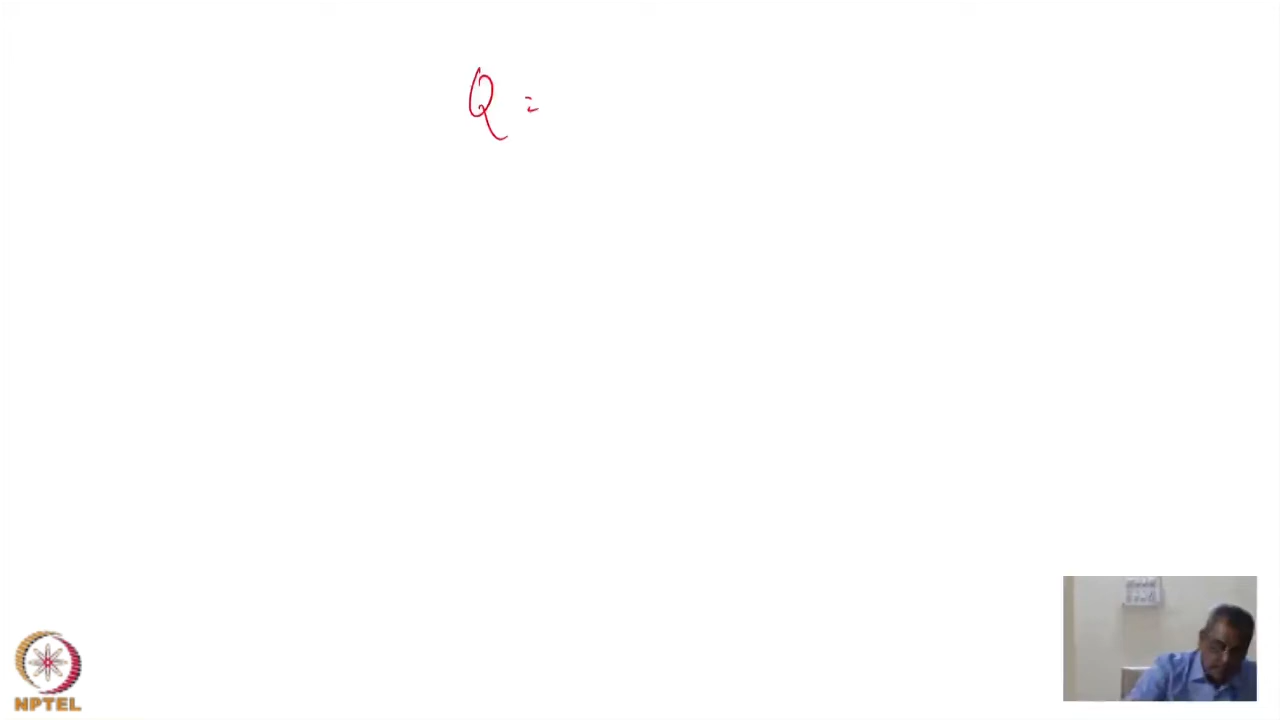 Q =
NPTEL